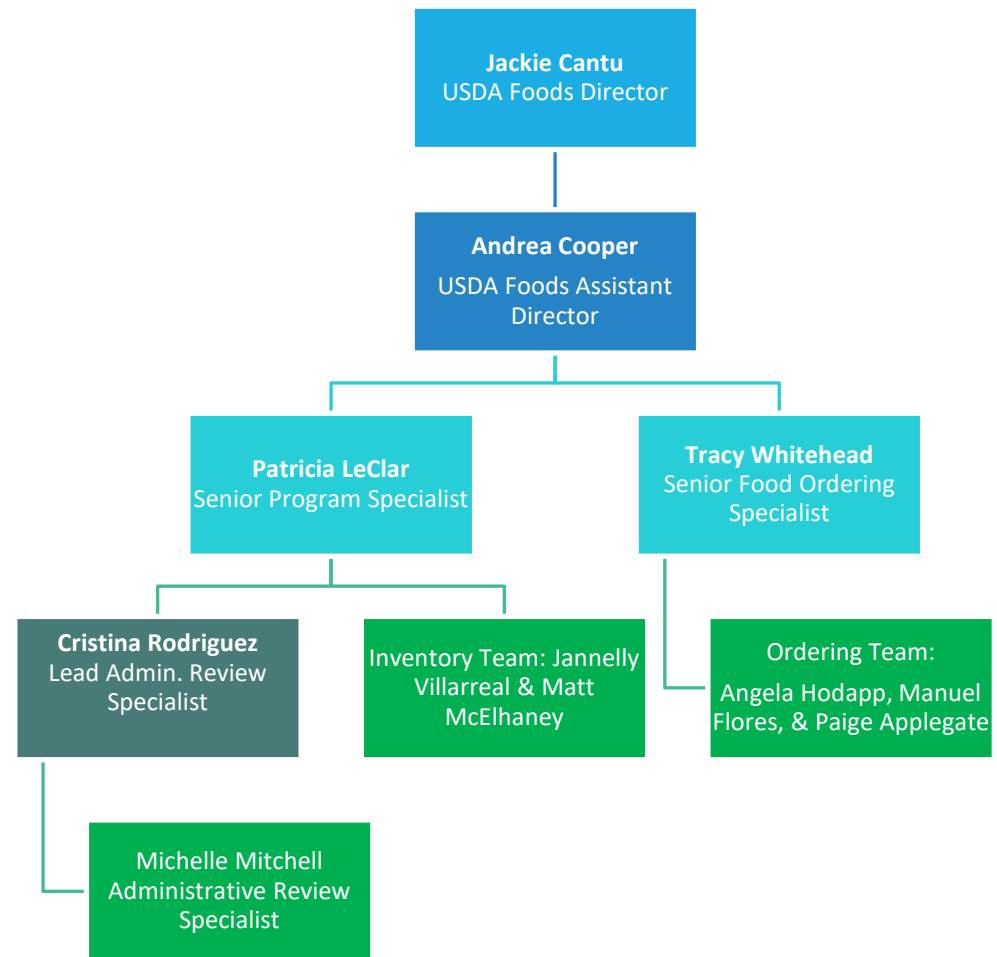 Jackie Cantu
USDA Foods Director
Andrea Cooper
USDA Foods Assistant
Director
Patricia LeClar
Senior Program Specialist
Tracy Whitehead
Senior Food Ordering
Specialist
Cristina Rodriguez
Lead Admin. Review
Specialist
Inventory Team: Jannelly
Villarreal & Matt
McElhaney
Ordering Team:
Angela Hodapp, Manuel
Flores, & Paige Applegate
Michelle Mitchell
Administrative Review
Specialist